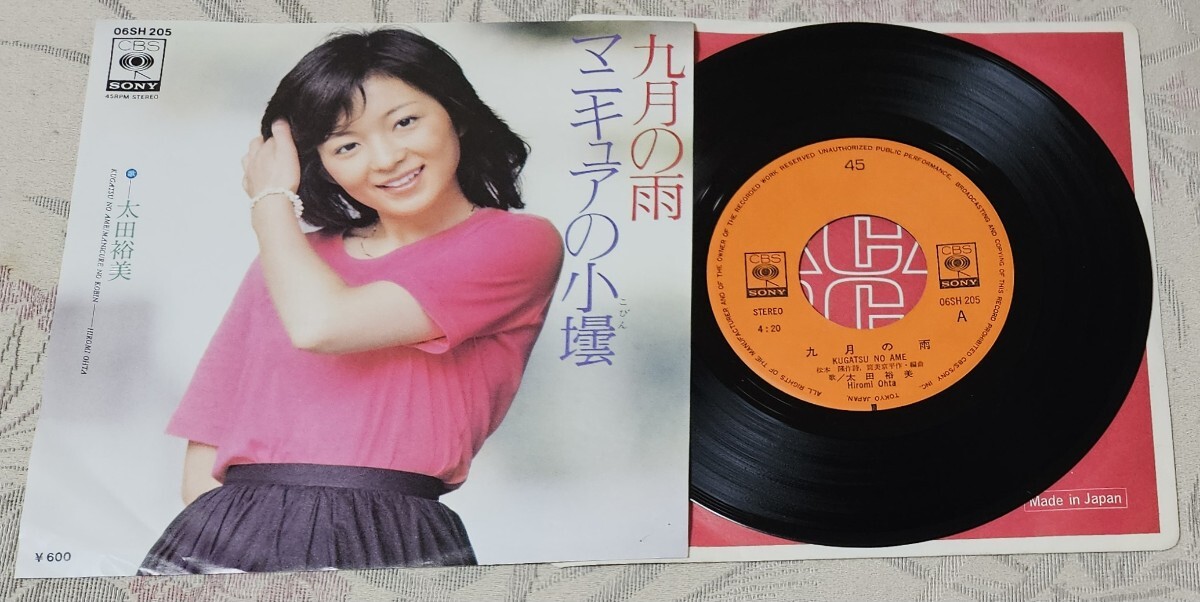 06SH 205
CBS
SONY
45RPM STEREO
九月の雨
マニキュアの小壜
こびん
歌—太田裕美
KUGATSU NO AME/MANICURE NO KOBIN——HIROMI OHTA
￥600
45
ALL RIGHTS OF THE MANUFACTURER AND OF THE OWNER OF THE RECORDED WORK RESERVED. UNAUTHORIZED PUBLIC PERFORMANCE, BROADCASTING AND COPYING OF THIS RECORD PROHIBITED CBS/SONY INC. TOKYO JAPAN.
CBS
SONY
CBS
SONY
STEREO
4:20
06SH 205
A
九月の雨
KUGATSU NO AME
松本 隆作詩、筒美京平作・編曲
歌／太田裕美
Hiromi Ohta
Made in Japan